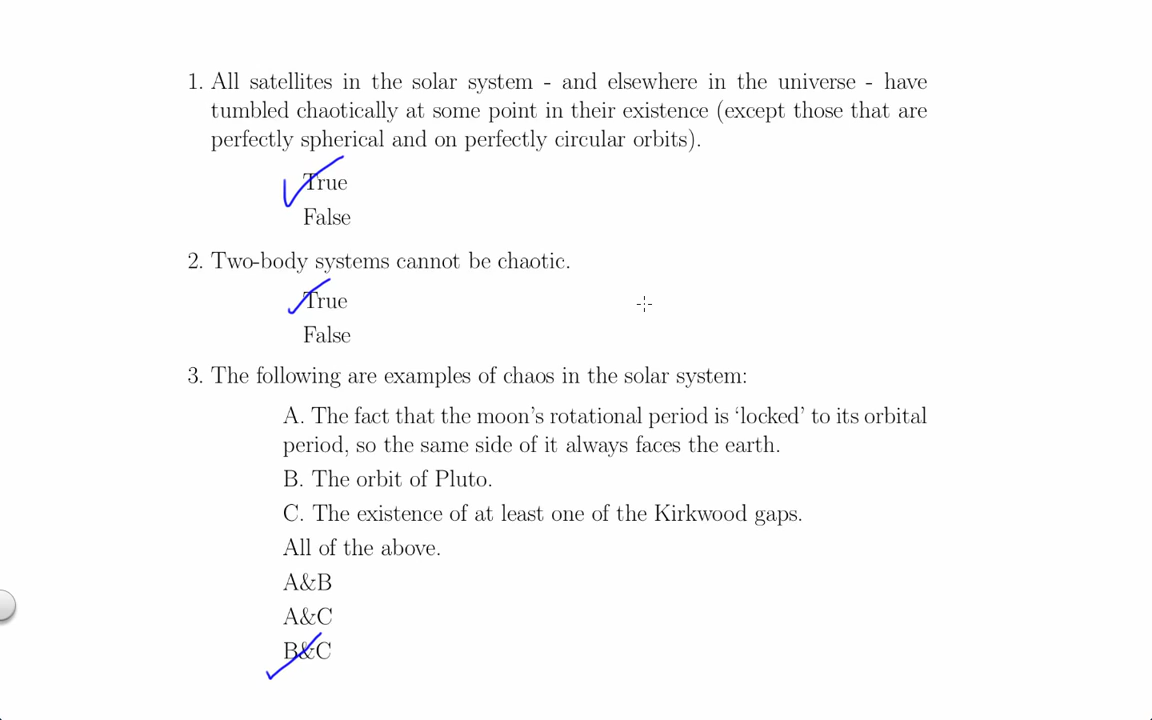 1. All satellites in the solar system - and elsewhere in the universe - have
tumbled chaotically at some point in their existence (except those that are
perfectly spherical and on perfectly circular orbits).
True
False
2. Two-body systems cannot be chaotic.
True
False
3. The following are examples of chaos in the solar system:
A. The fact that the moon's rotational period is ‘locked’ to its orbital
period, so the same side of it always faces the earth.
B. The orbit of Pluto.
C. The existence of at least one of the Kirkwood gaps.
All of the above.
A&B
A&C
B&C